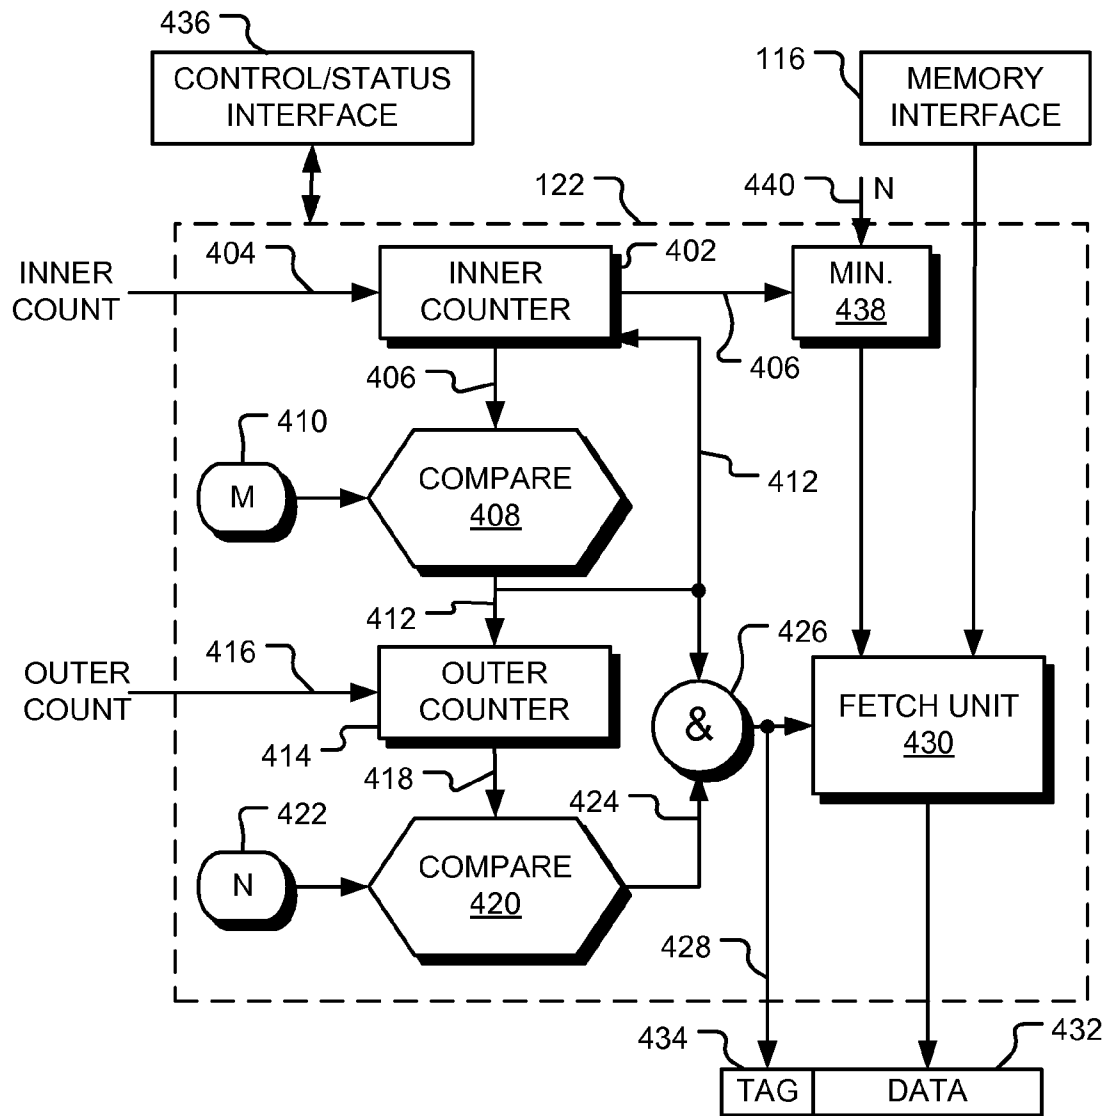 436
CONTROL/STATUS
INTERFACE
116
MEMORY
INTERFACE
122
440
N
INNER
COUNT
404
INNER
COUNTER
402
MIN.
438
406
406
410
M
COMPARE
408
412
412
OUTER
COUNT
416
OUTER
COUNTER
414
426
&
FETCH UNIT
430
418
424
422
N
COMPARE
420
428
434
432
TAG
DATA